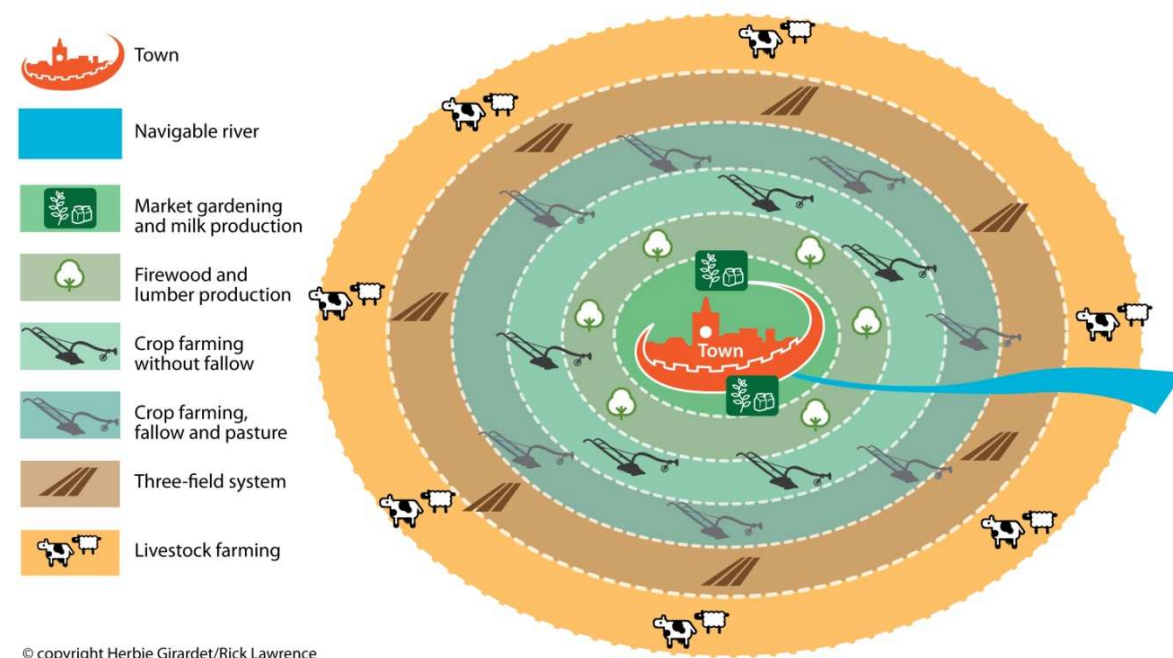 Town
Navigable river
Market gardening
and milk production
Firewood and
lumber production
Crop farming
without fallow
Crop farming,
fallow and pasture
Three-field system
Livestock farming
Town
© copyright Herbie Girardet/Rick Lawrence